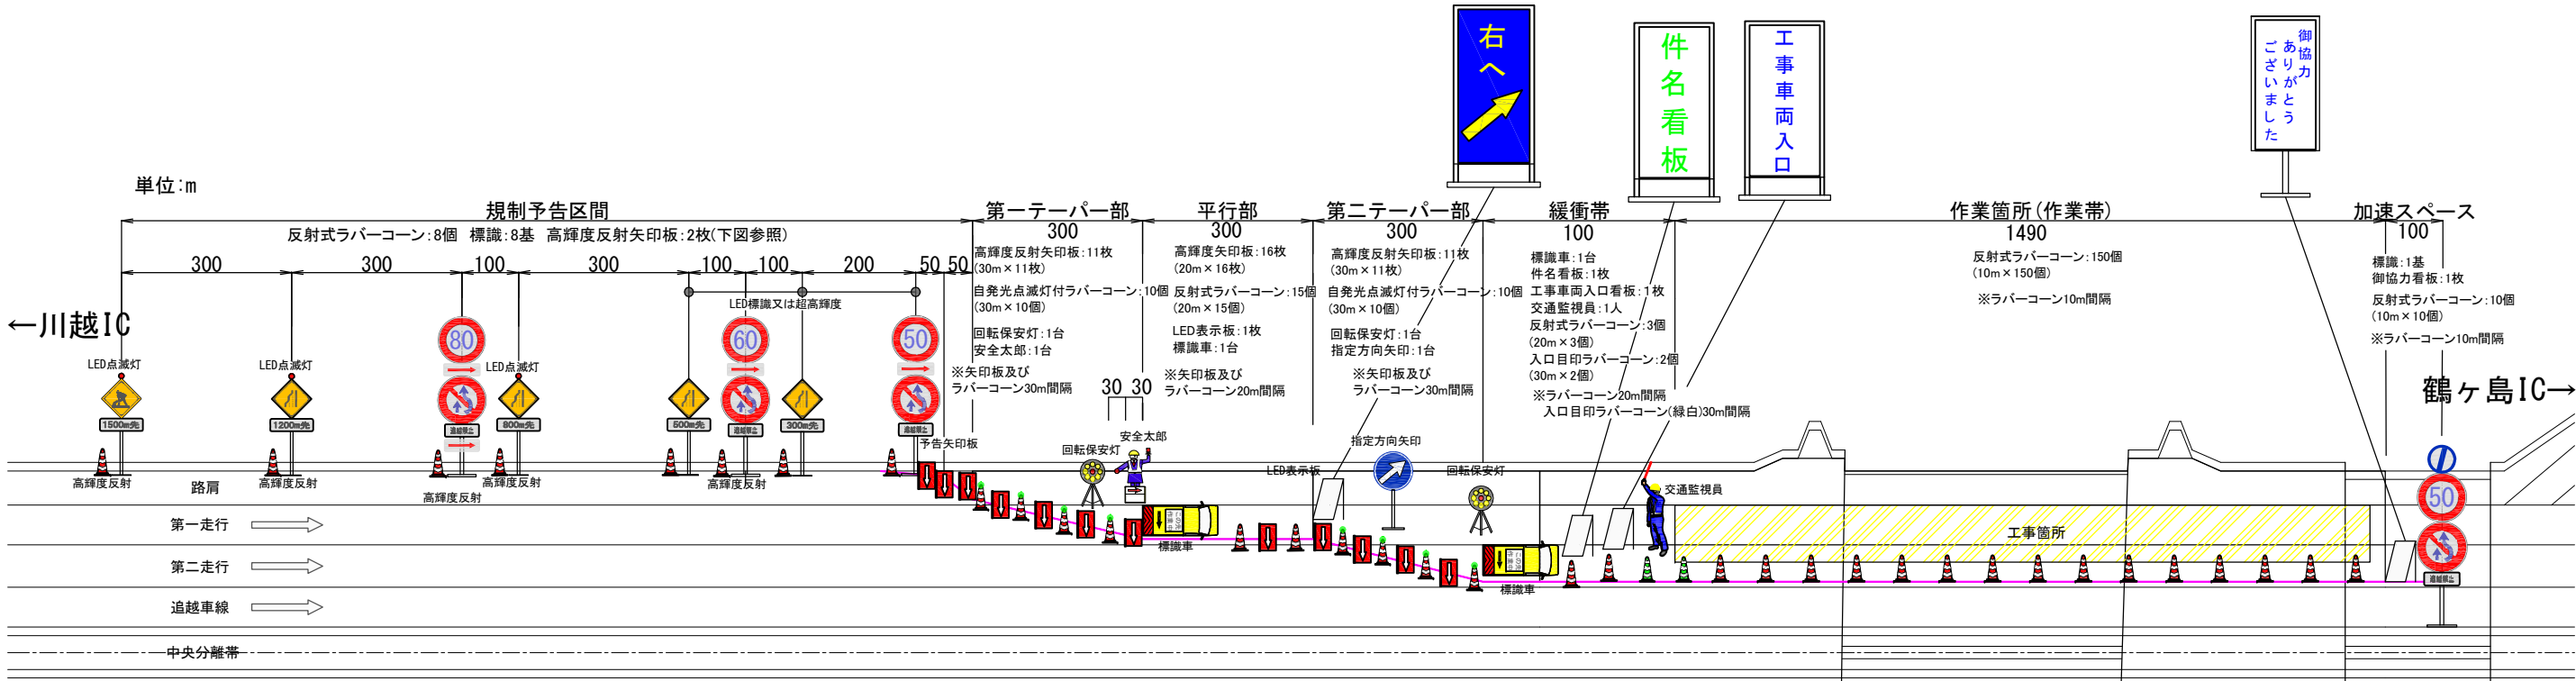 右へ
件名看板
工事車両入口
御協力
ありがとう
ございました
単位:m
規制予告区間
第一テーパー部
平行部
第二テーパー部
緩衝帯
作業箇所(作業帯)
加速スペース
300
300
300
100
1490
100
反射式ラバーコーン:8個 標識:8基 高輝度反射矢印板:2枚(下図参照)
300
300
100
300
100
100
200
50
50
LED標識又は超高輝度
高輝度反射矢印板:11枚
(30m×11枚)
自発光点滅灯付ラバーコーン:10個
(30m×10個)
回転保安灯:1台
安全太郎:1台
※矢印板及び
ラバーコーン30m間隔
高輝度矢印板:16枚
(20m×16枚)
反射式ラバーコーン:15個
(20m×15個)
LED表示板:1枚
標識車:1台
※矢印板及び
ラバーコーン20m間隔
高輝度反射矢印板:11枚
(30m×11枚)
自発光点滅灯付ラバーコーン:10個
(30m×10個)
回転保安灯:1台
指定方向矢印:1台
※矢印板及び
ラバーコーン30m間隔
標識車:1台
件名看板:1枚
工事車両入口看板:1枚
交通監視員:1人
反射式ラバーコーン:3個
(20m×3個)
入口目印ラバーコーン:2個
(30m×2個)
※ラバーコーン20m間隔
入口目印ラバーコーン(緑白)30m間隔
反射式ラバーコーン:150個
(10m×150個)
※ラバーコーン10m間隔
標識:1基
御協力看板:1枚
反射式ラバーコーン:10個
(10m×10個)
※ラバーコーン10m間隔
←川越IC
鶴ヶ島IC→
LED点滅灯
LED点滅灯
LED点滅灯
80
60
50
1500m先
1200m先
追越禁止
800m先
500m先
追越禁止
300m先
追越禁止
高輝度反射
高輝度反射
高輝度反射
高輝度反射
高輝度反射
予告矢印板
30
30
回転保安灯
安全太郎
この先
作業中
標識車
LED表示板
指定方向矢印
回転保安灯
この先
作業中
標識車
交通監視員
工事箇所
50
追越禁止
路肩
第一走行
第二走行
追越車線
中央分離帯